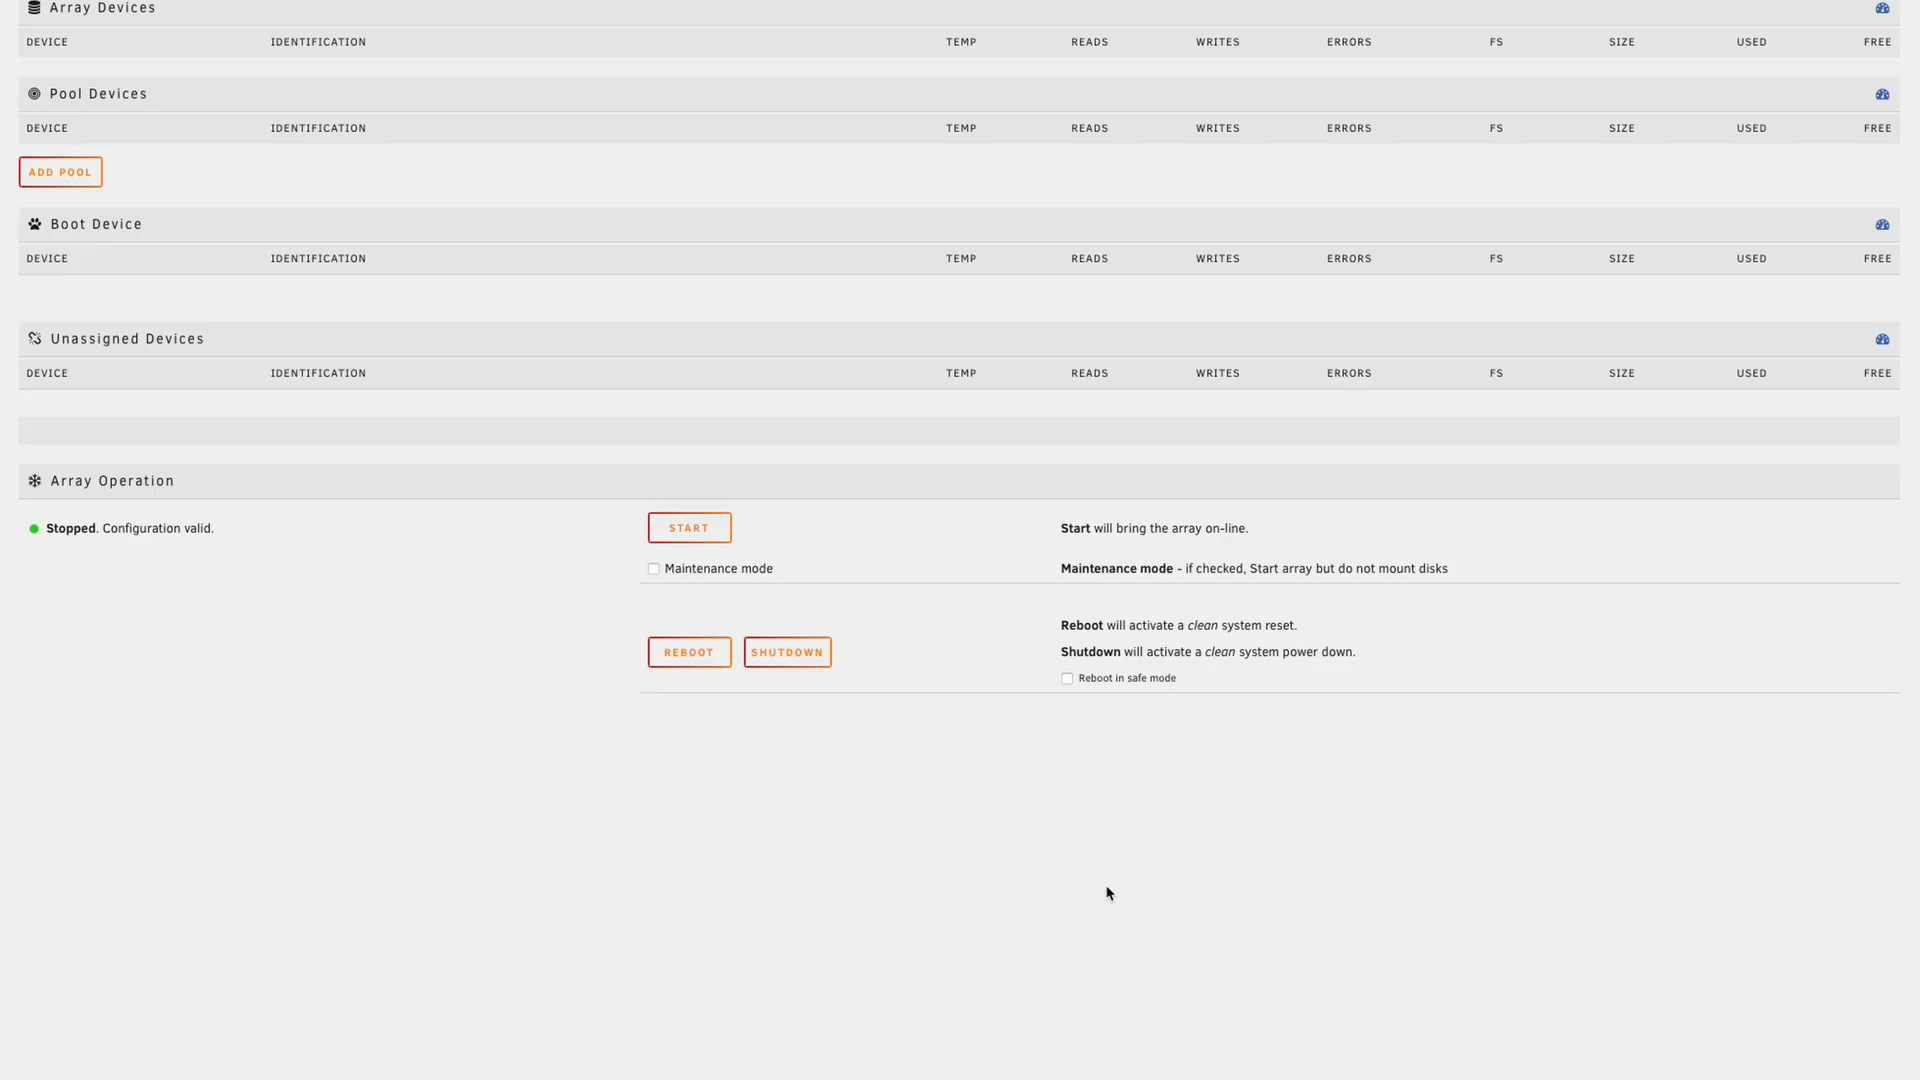 Array Devices
DEVICE IDENTIFICATION TEMP READS WRITES ERRORS FS SIZE USED FREE
Pool Devices
DEVICE IDENTIFICATION TEMP READS WRITES ERRORS FS SIZE USED FREE
ADD POOL
Boot Device
DEVICE IDENTIFICATION TEMP READS WRITES ERRORS FS SIZE USED FREE
Unassigned Devices
DEVICE IDENTIFICATION TEMP READS WRITES ERRORS FS SIZE USED FREE
Array Operation
Stopped. Configuration valid. START Start will bring the array on-line.
Maintenance mode Maintenance mode - if checked, Start array but do not mount disks
Reboot will activate a clean system reset.
REBOOT SHUTDOWN Shutdown will activate a clean system power down.
Reboot in safe mode